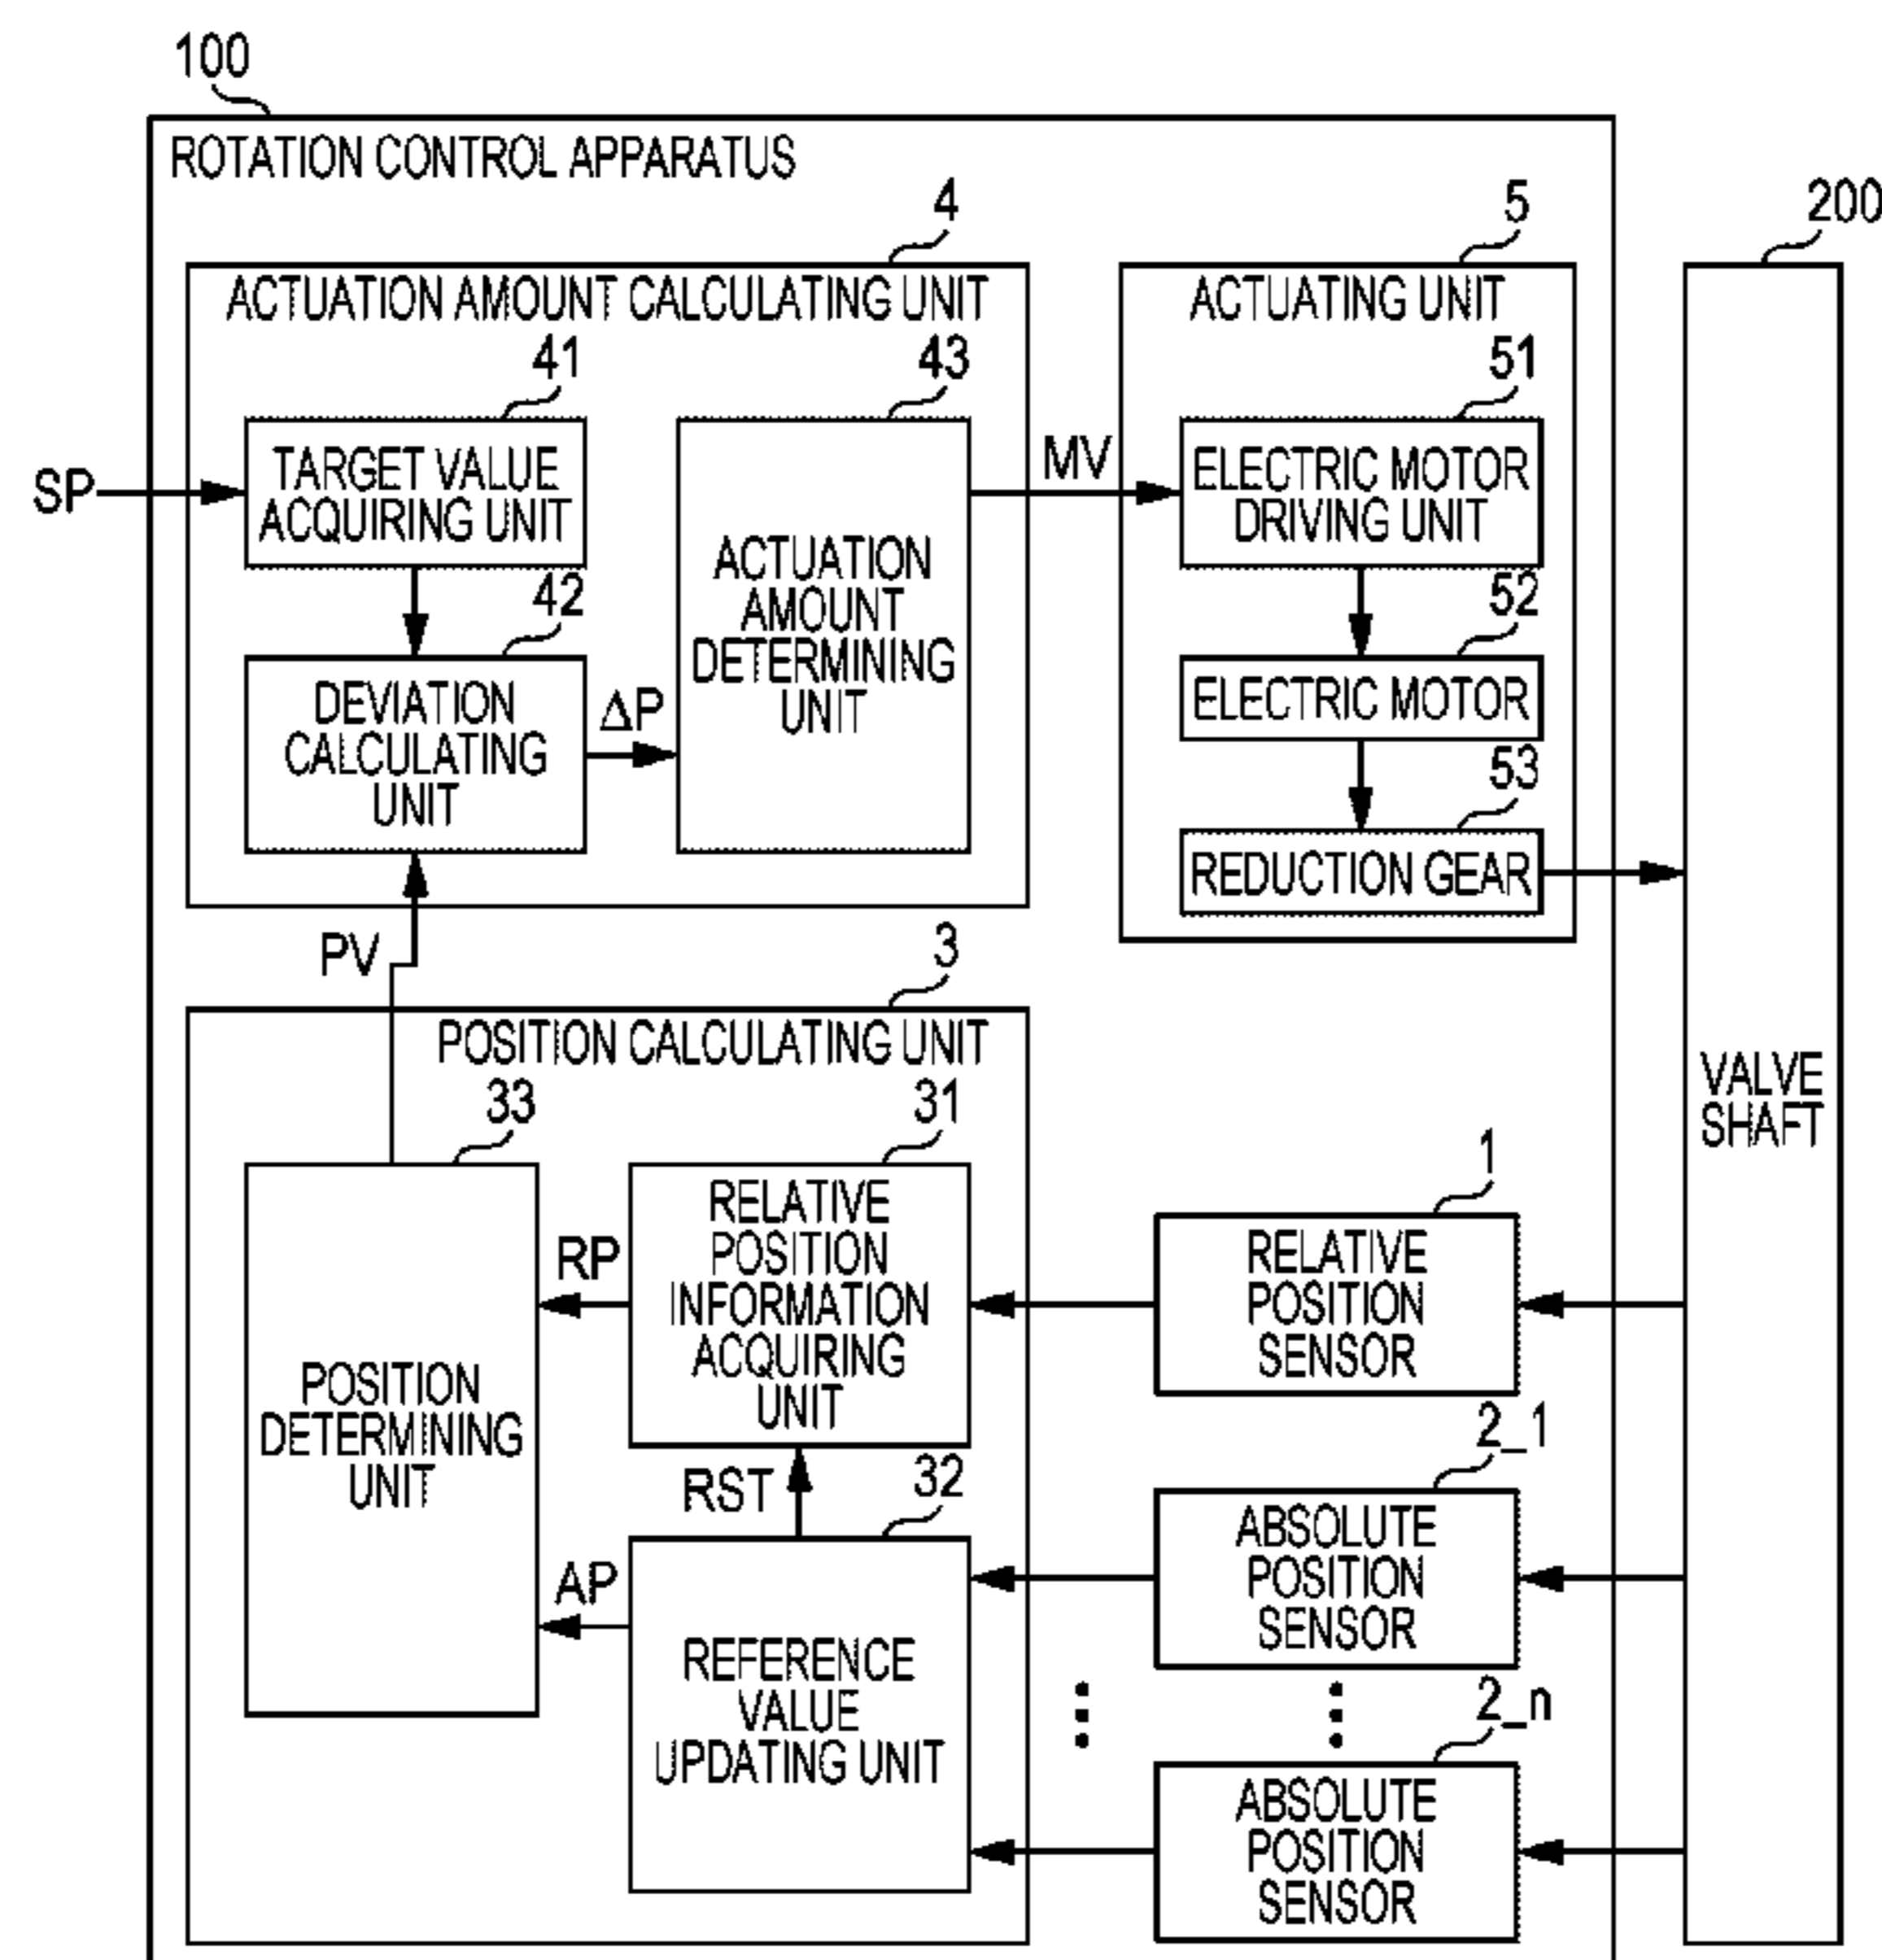 100
ROTATION CONTROL APPARATUS
4
5
200
ACTUATION AMOUNT CALCULATING UNIT
ACTUATING UNIT
41
43
51
SP
TARGET VALUE
ACQUIRING UNIT
MV
ELECTRIC MOTOR
DRIVING UNIT
42
ACTUATION
AMOUNT
DETERMINING
UNIT
52
DEVIATION
CALCULATING
UNIT
ΔP
ELECTRIC MOTOR
53
REDUCTION GEAR
PV
3
POSITION CALCULATING UNIT
VALVE
SHAFT
33
31
1
RELATIVE
POSITION
INFORMATION
ACQUIRING
UNIT
RP
RELATIVE
POSITION
SENSOR
POSITION
DETERMINING
UNIT
RST
32
2_1
ABSOLUTE
POSITION
SENSOR
AP
REFERENCE
VALUE
UPDATING UNIT
2_n
ABSOLUTE
POSITION
SENSOR